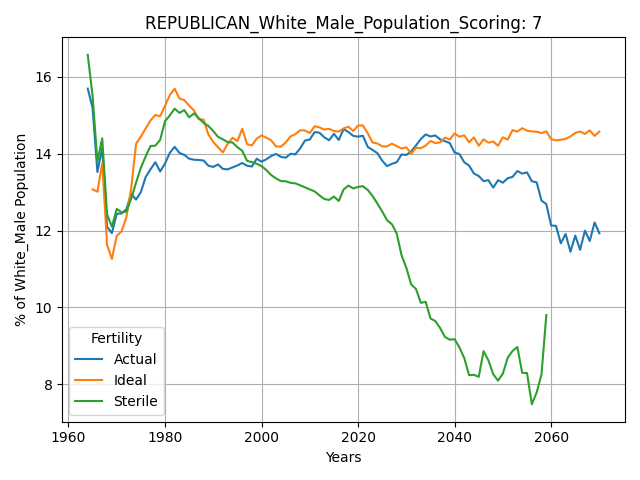 REPUBLICAN_White_Male_Population_Scoring: 7
% of White_Male Population
16
14
12
10
8
Fertility
Actual
Ideal
Sterile
1960 1980 2000 2020 2040 2060
Years